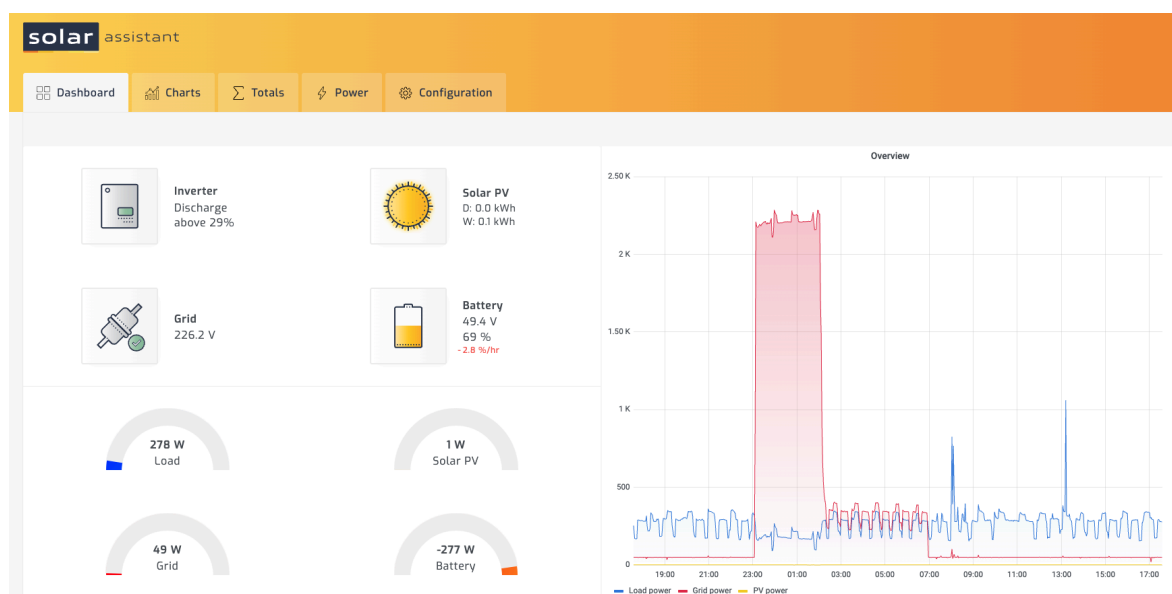 solar assistant
Dashboard
Charts
Totals
Power
Configuration
Inverter
Discharge
above 29%
Solar PV
D: 0.0 kWh
W: 0.1 kWh
Grid
226.2 V
Battery
49.4 V
69 %
-2.8 %/hr
278 W
Load
1 W
Solar PV
49 W
Grid
-277 W
Battery
Overview
2.50 K
2 K
1.50 K
1 K
500
0
19:00 21:00 23:00 01:00 03:00 05:00 07:00 09:00 11:00 13:00 15:00 17:00
Load power Grid power PV power